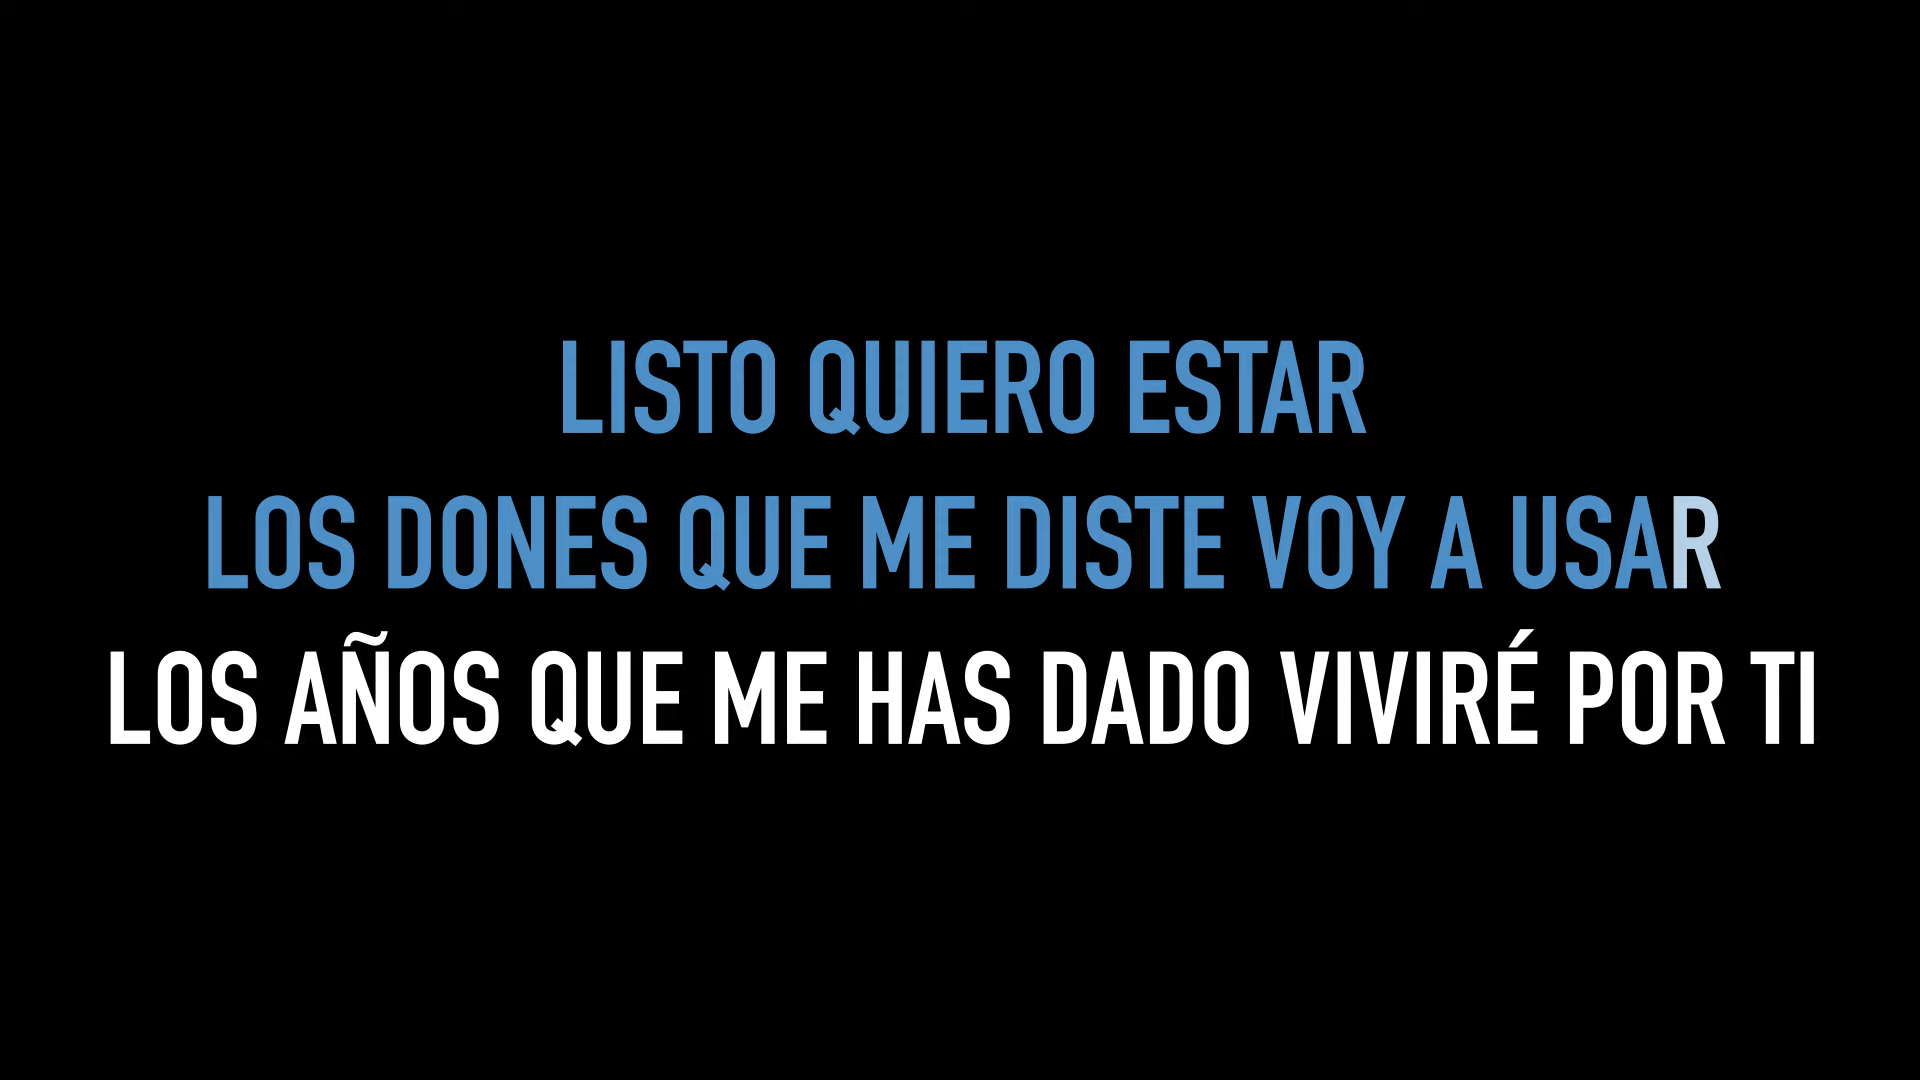 LISTO QUIERO ESTAR
LOS DONES QUE ME DISTE VOY A USAR
LOS AÑOS QUE ME HAS DADO VIVIRÉ POR TI